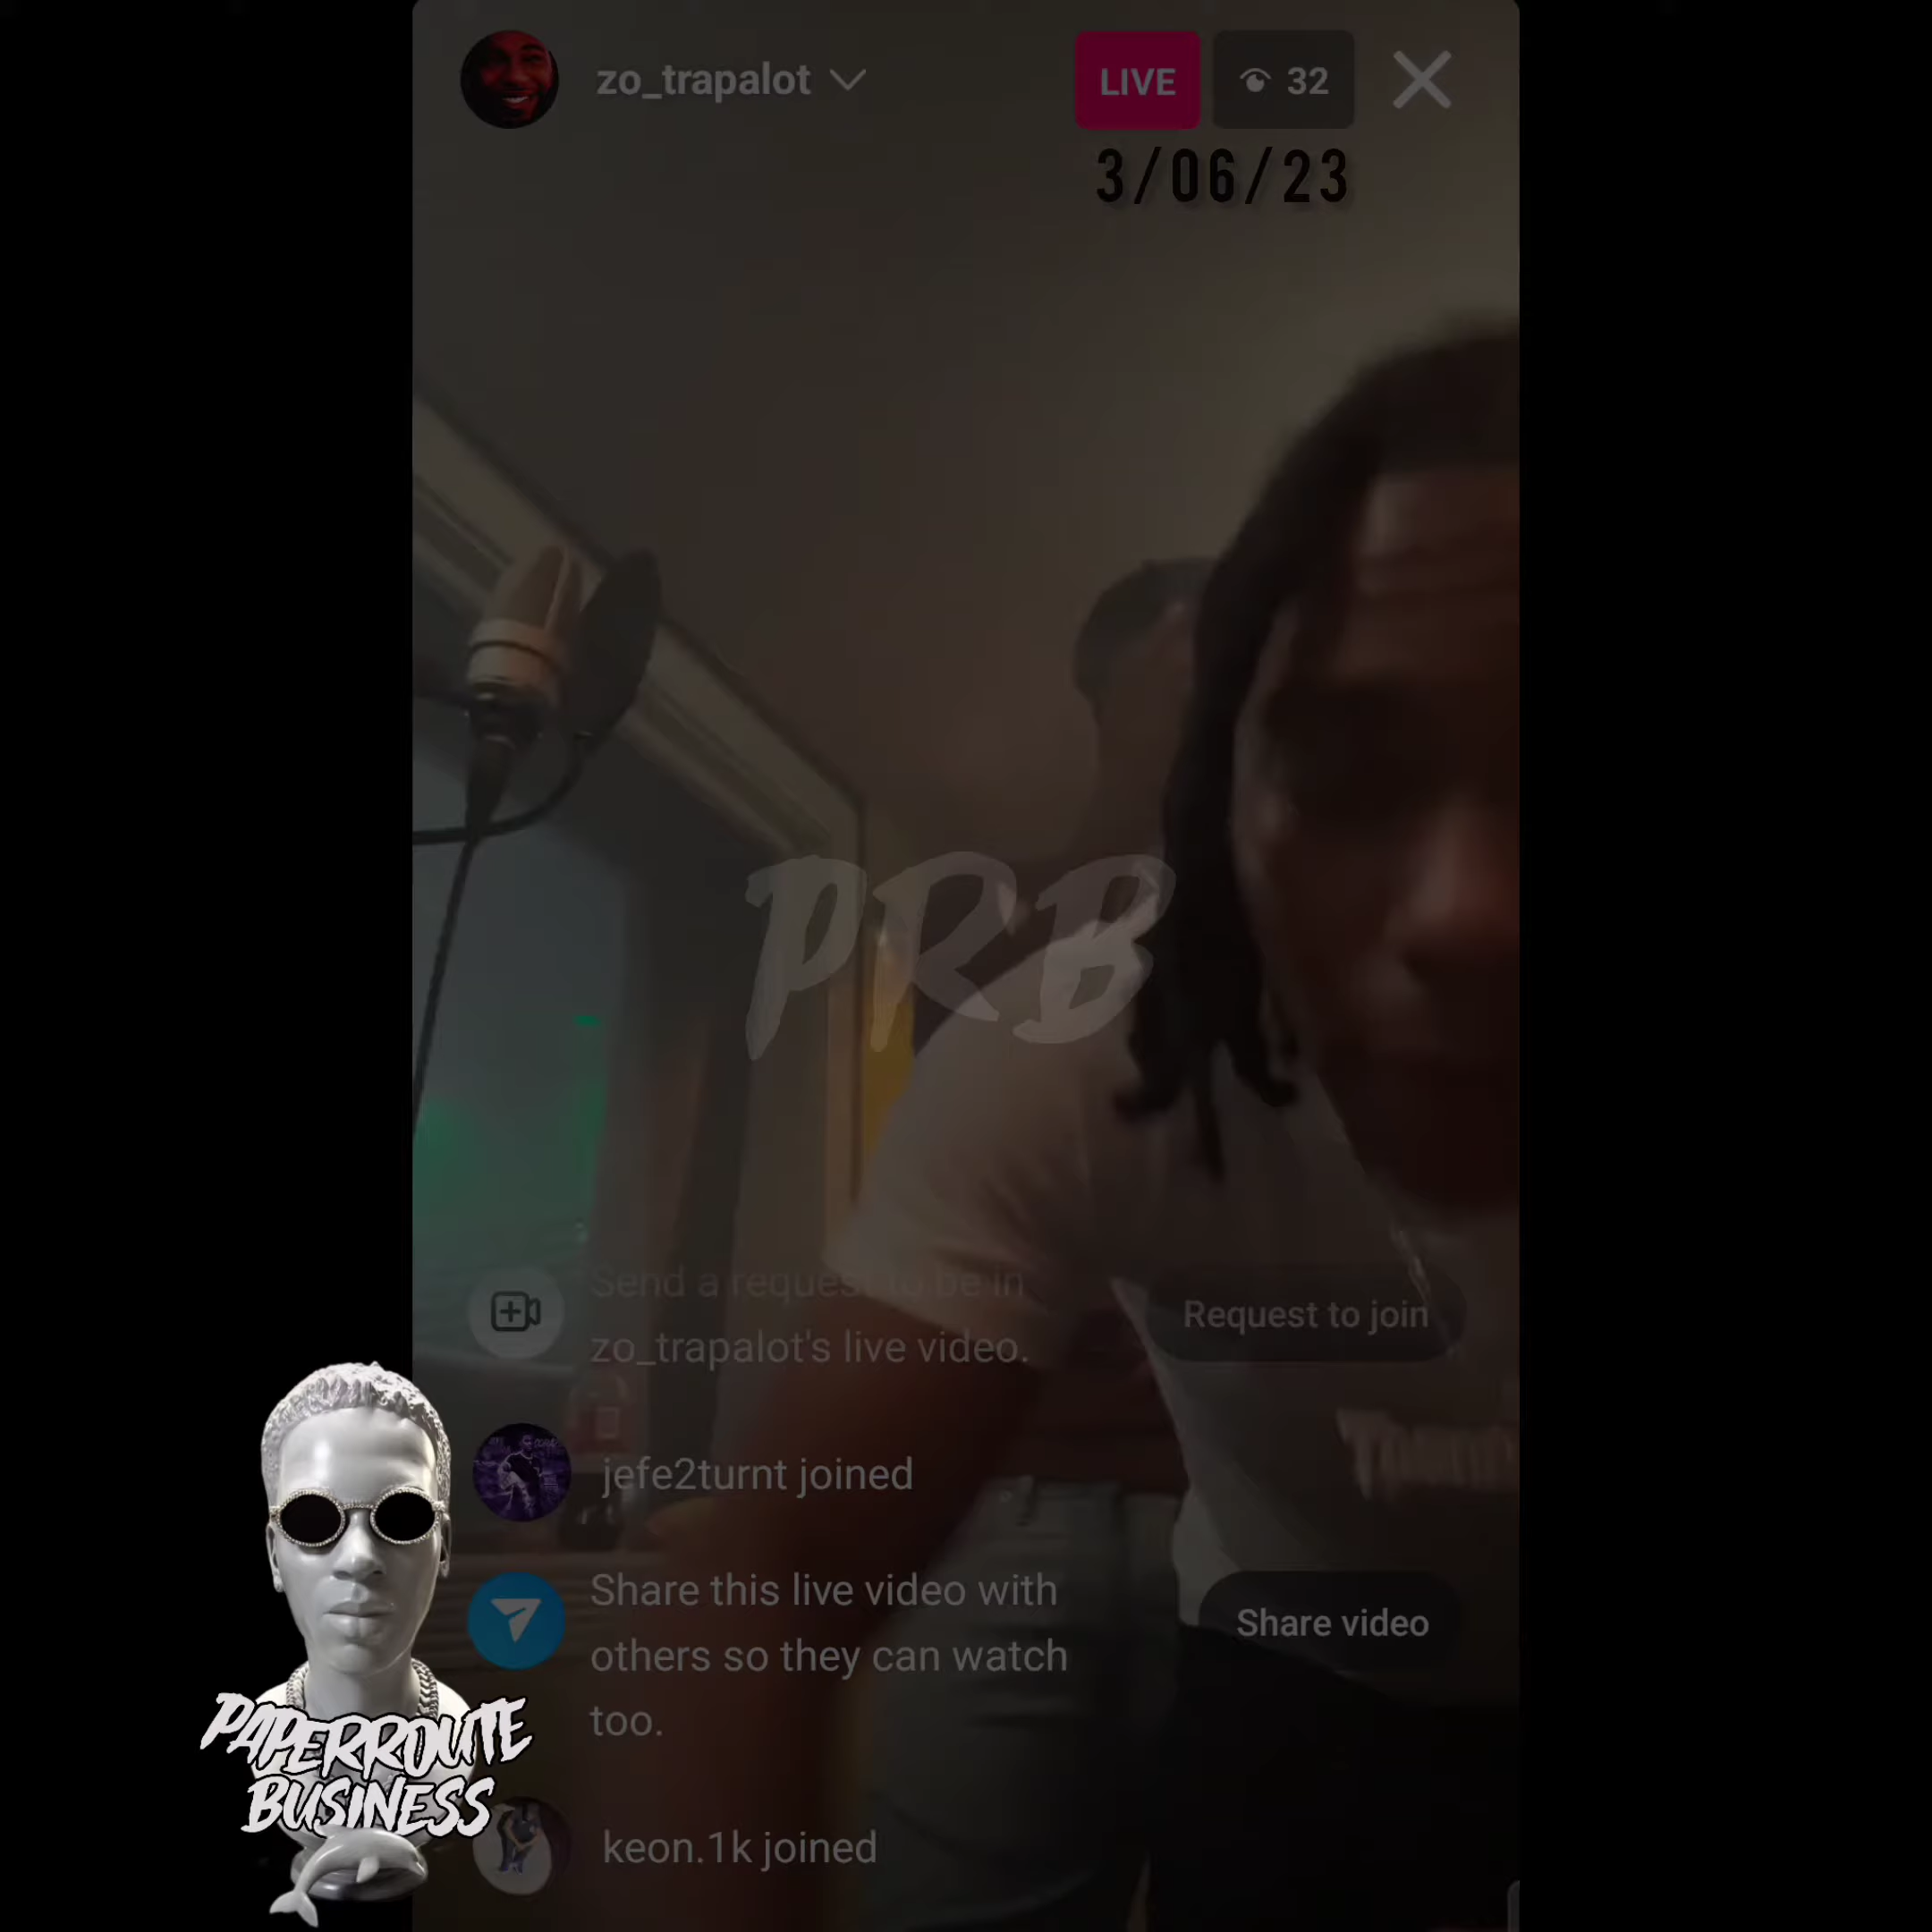 zo_trapalot
LIVE
32
3/06/23
PRB
Send a request to be in
zo_trapalot's live video.
Request to join
jefe2turnt joined
Share this live video with
others so they can watch
too.
Share video
PAPERROUTE
BUSINESS
keon.1k joined